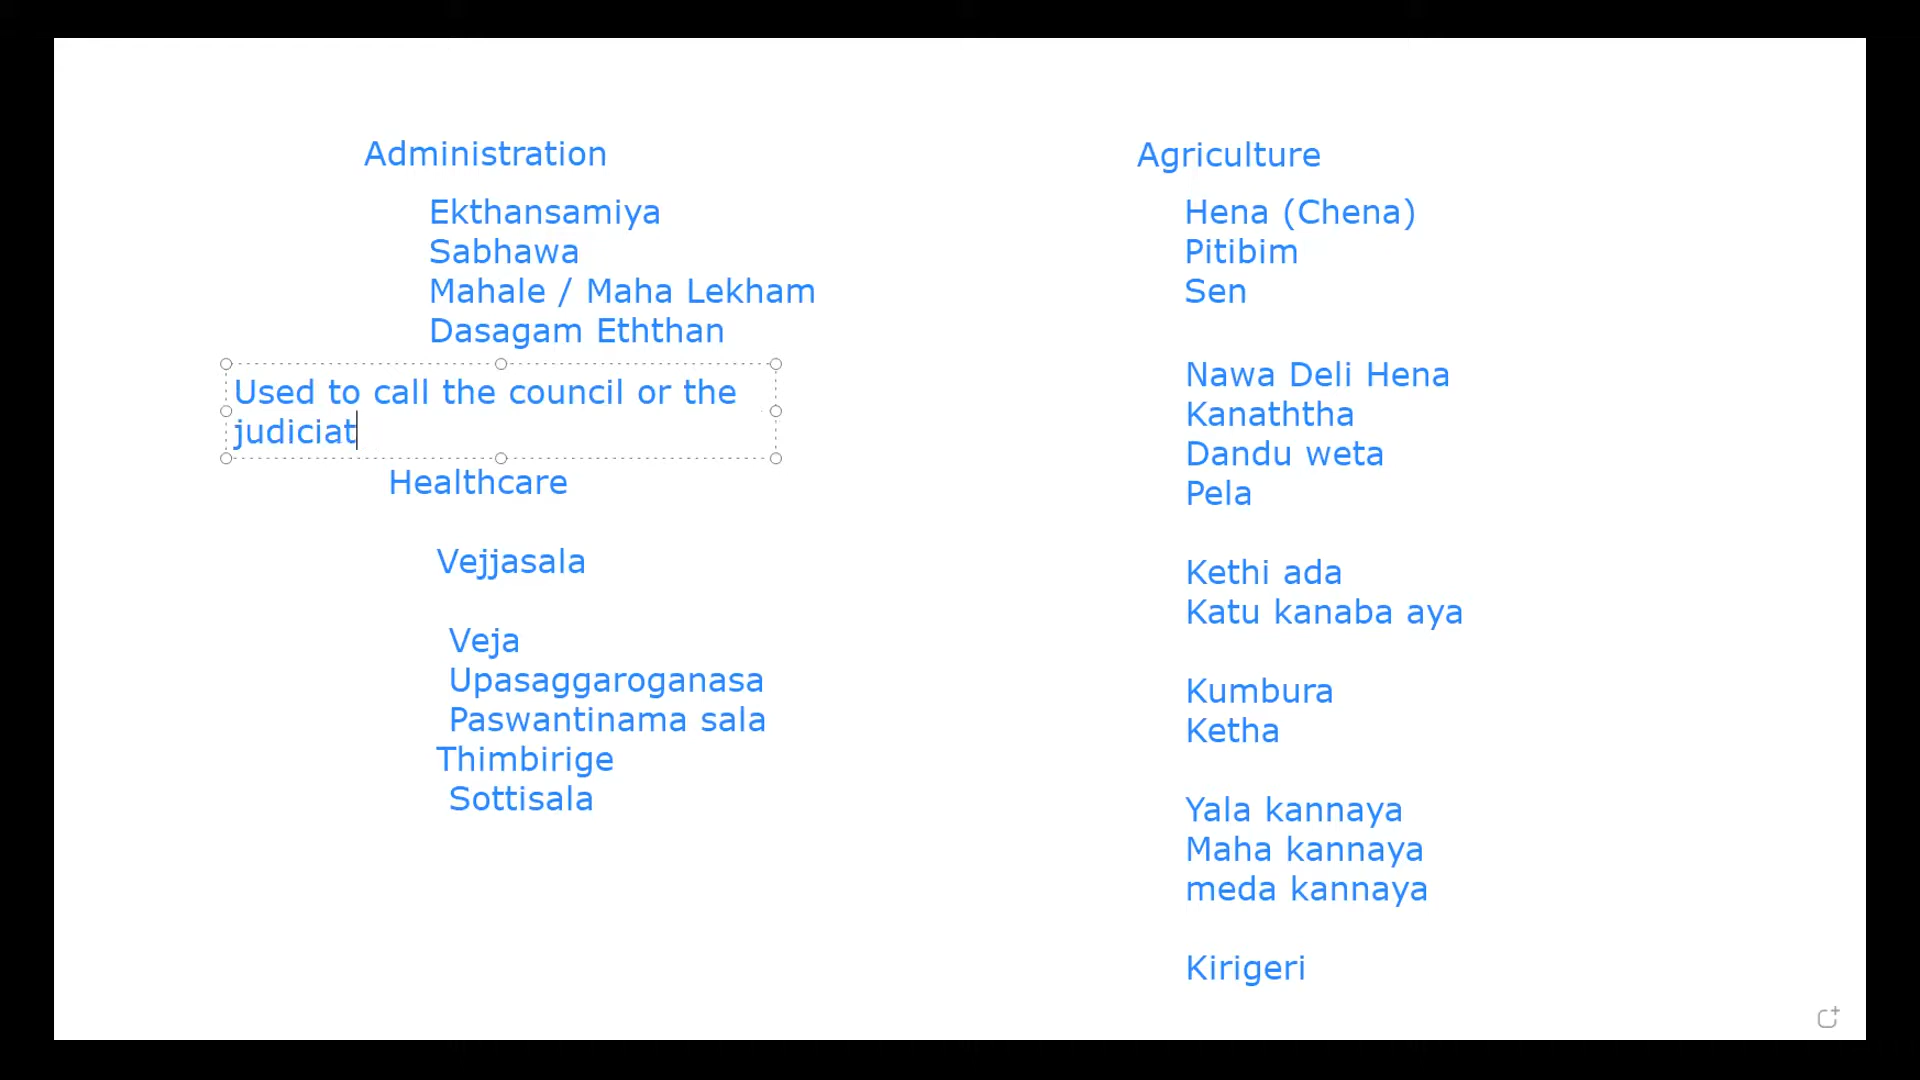 Administration
Ekthansamiya
Sabhawa
Mahale / Maha Lekham
Dasagam Eththan
Used to call the council or the
judiciat
Healthcare
Vejjasala
Veja
Upasaggaroganasa
Paswantinama sala
Thimbirige
Sottisala
Agriculture
Hena (Chena)
Pitibim
Sen
Nawa Deli Hena
Kanaththa
Dandu weta
Pela
Kethi ada
Katu kanaba aya
Kumbura
Ketha
Yala kannaya
Maha kannaya
meda kannaya
Kirigeri